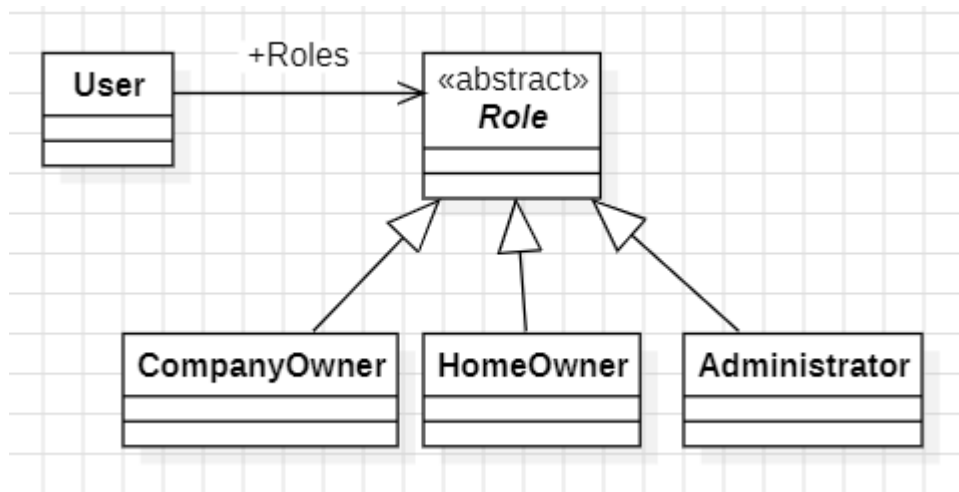 +Roles
User
«abstract»
Role
CompanyOwner
HomeOwner
Administrator